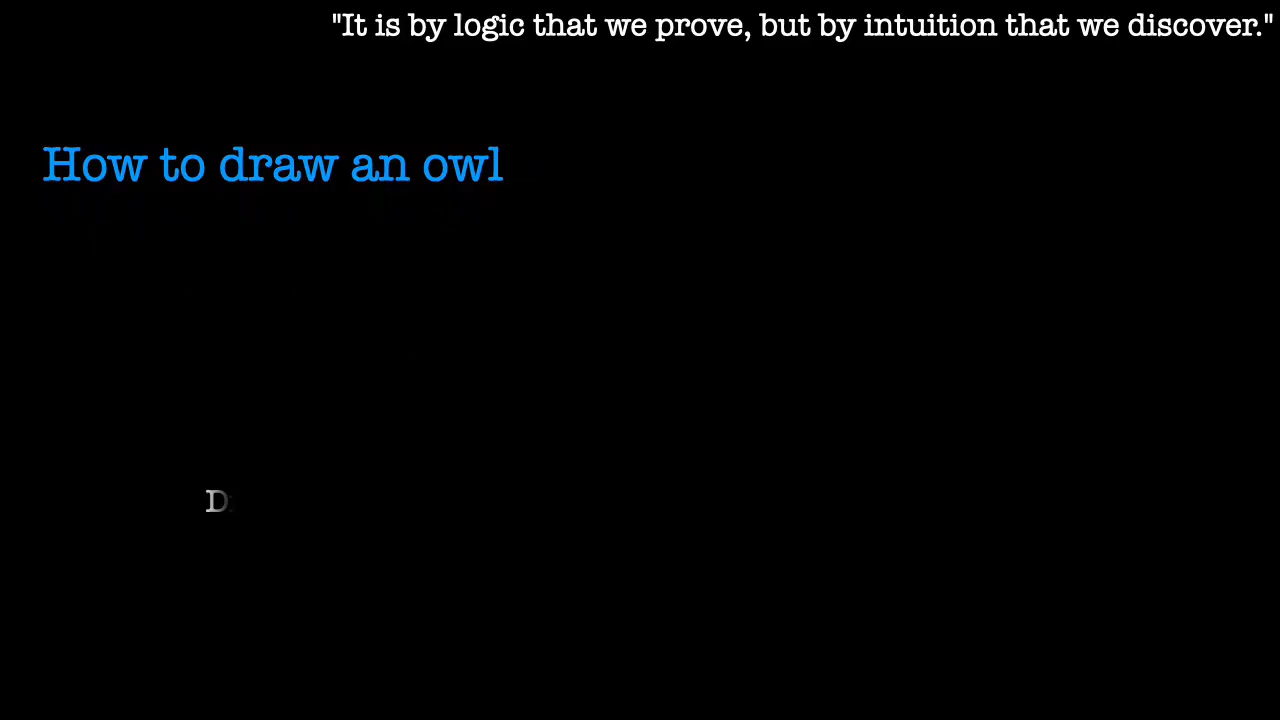 "It is by logic that we prove, but by intuition that we discover."
How to draw an owl
D